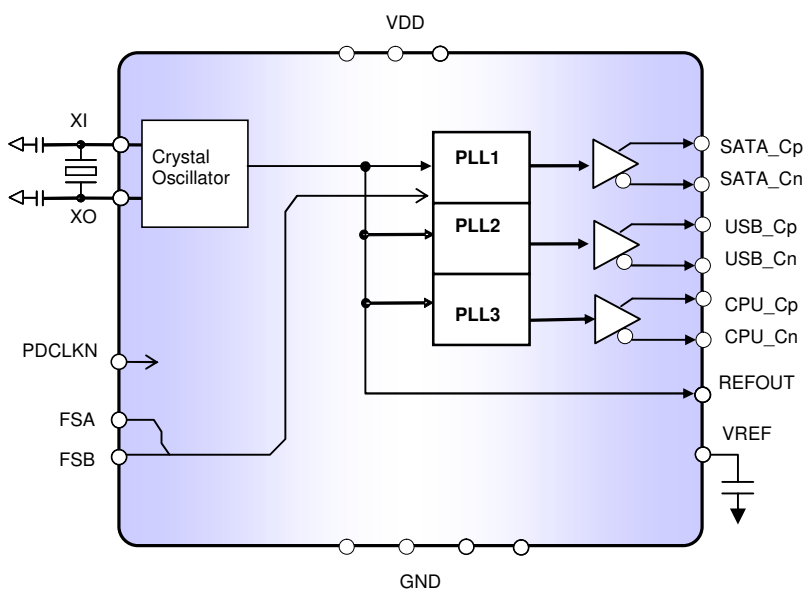 VDD
XI
Crystal
Oscillator
XO
PLL1
PLL2
PLL3
SATA_Cp
SATA_Cn
USB_Cp
USB_Cn
CPU_Cp
CPU_Cn
REFOUT
VREF
PDCLKN
FSA
FSB
GND